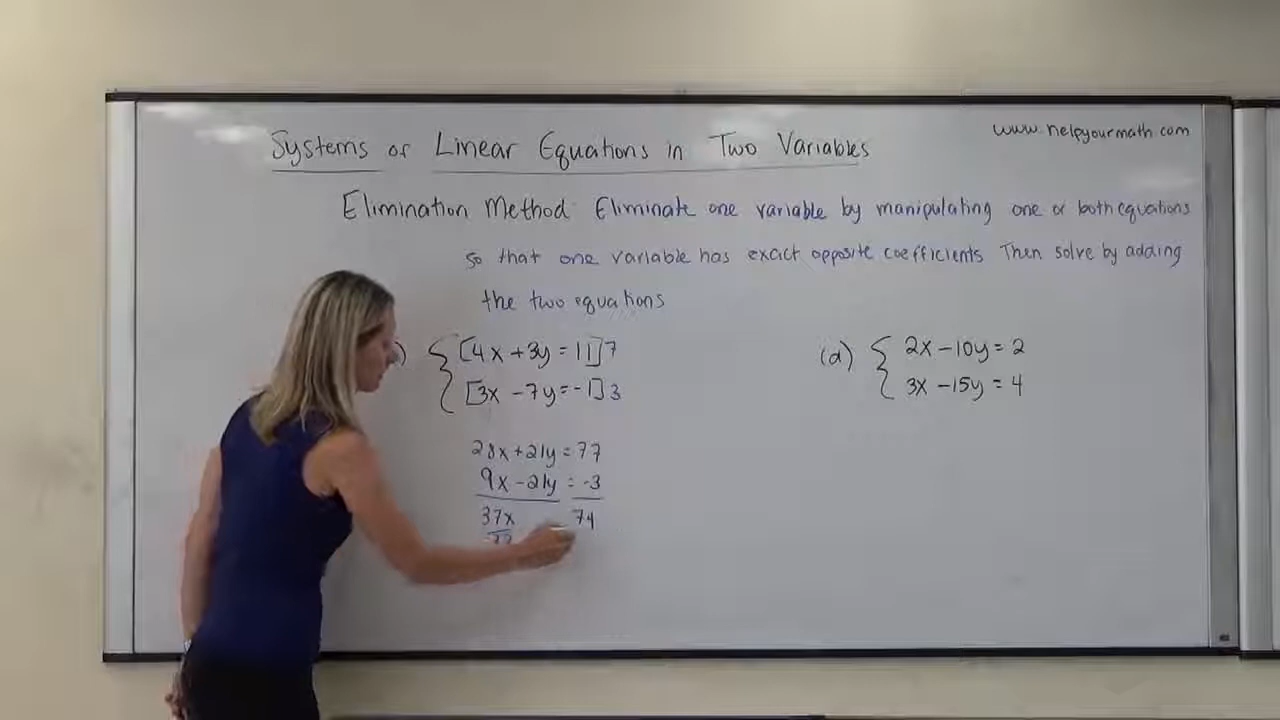 Systems of Linear Equations in Two Variables
www.helpyourmath.com
Elimination Method: Eliminate one variable by manipulating one or both equations
so that one variable has exact opposite coefficients Then solve by adding
the two equations
) { [4x + 3y = 11]7
[3x - 7y = -1]3
28x + 21y = 77
9x - 21y = -3
37x = 74
37
(d) { 2x - 10y = 2
3x - 15y = 4